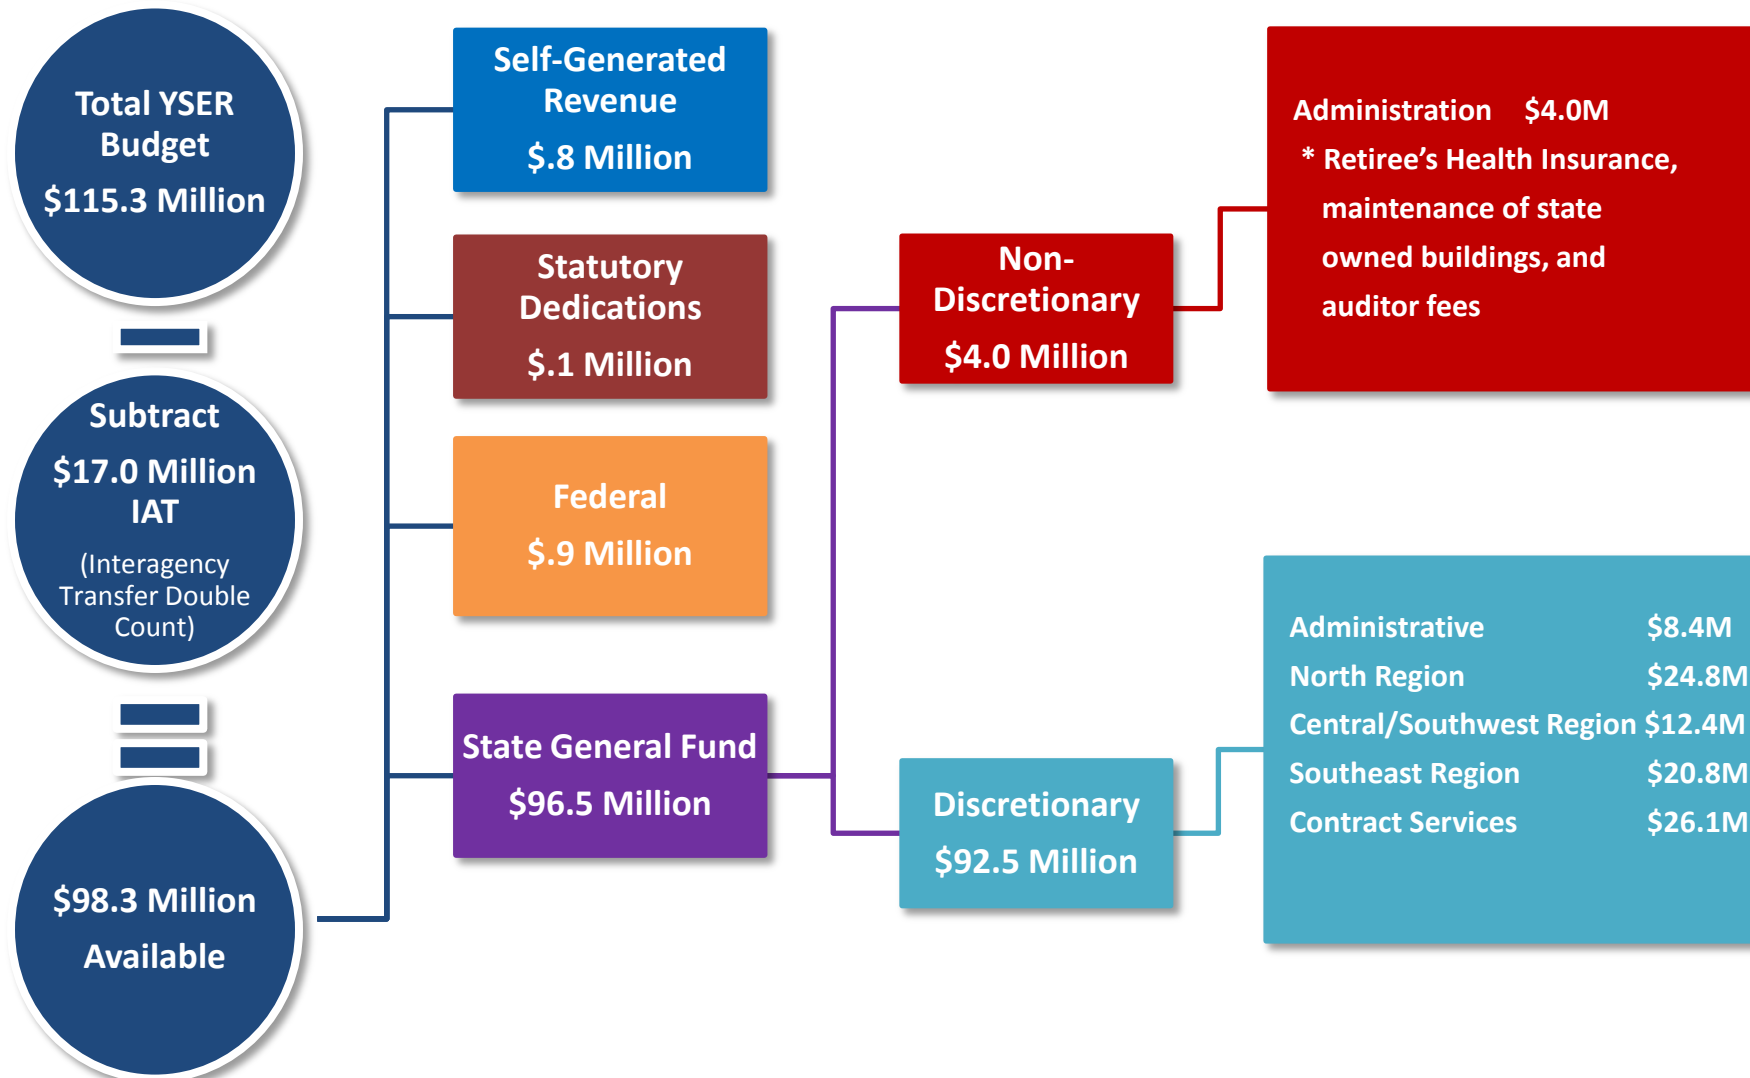 Total YSER
Budget
$115.3 Million
Subtract
$17.0 Million
IAT
(Interagency
Transfer Double
Count)
$98.3 Million
Available
Self-Generated
Revenue
$.8 Million
Statutory
Dedications
$.1 Million
Federal
$.9 Million
State General Fund
$96.5 Million
Non-
Discretionary
$4.0 Million
Discretionary
$92.5 Million
Administration $4.0M
* Retiree’s Health Insurance,
maintenance of state
owned buildings, and
auditor fees
Administrative $8.4M
North Region $24.8M
Central/Southwest Region $12.4M
Southeast Region $20.8M
Contract Services $26.1M